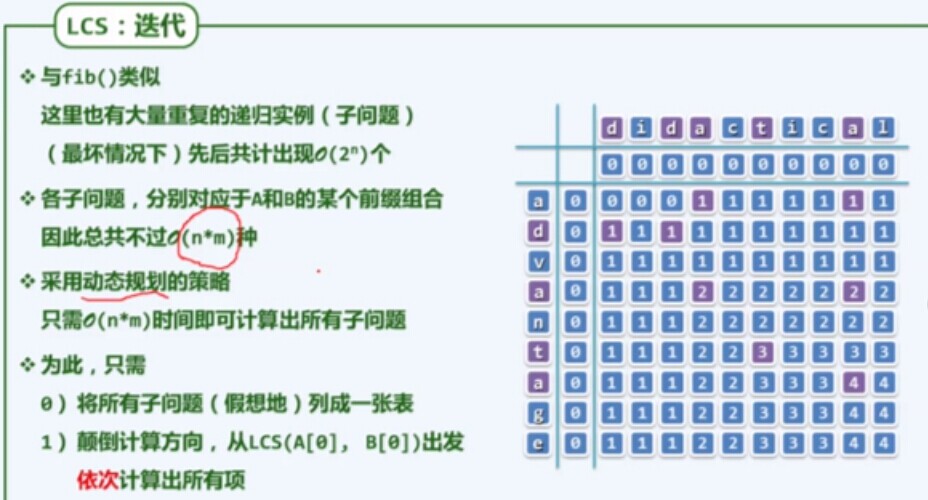 LCS：迭代
❖ 与fib()类似
这里也有大量重复的递归实例（子问题）
（最坏情况下）先后共计出现O(2ⁿ)个
❖ 各子问题，分别对应于A和B的某个前缀组合
因此总共不过O(n*m)种
❖ 采用动态规划的策略
只需O(n*m)时间即可计算出所有子问题
❖ 为此，只需
0）将所有子问题（假想地）列成一张表
1）颠倒计算方向，从LCS(A[0]， B[0])出发
依次计算出所有项
d i d a c t i c a l
0 0 0 0 0 0 0 0 0 0
a 0 0 0 0 1 1 1 1 1 1 1
d 0 1 1 1 1 1 1 1 1 1 1
v 0 1 1 1 1 1 1 1 1 1 1
a 0 1 1 1 2 2 2 2 2 2 2
n 0 1 1 1 2 2 2 2 2 2 2
t 0 1 1 1 2 2 3 3 3 3 3
a 0 1 1 1 2 2 3 3 3 4 4
g 0 1 1 1 2 2 3 3 3 4 4
e 0 1 1 1 2 2 3 3 3 4 4